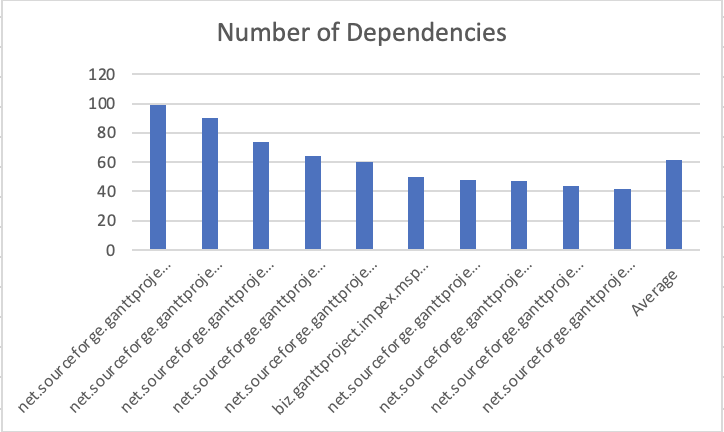 Number of Dependencies
120
100
80
60
40
20
0
net.sourceforge.ganttproje...
net.sourceforge.ganttproje...
net.sourceforge.ganttproje...
net.sourceforge.ganttproje...
net.sourceforge.ganttproje...
biz.ganttproject.impex.msp...
net.sourceforge.ganttproje...
net.sourceforge.ganttproje...
net.sourceforge.ganttproje...
net.sourceforge.ganttproje...
Average